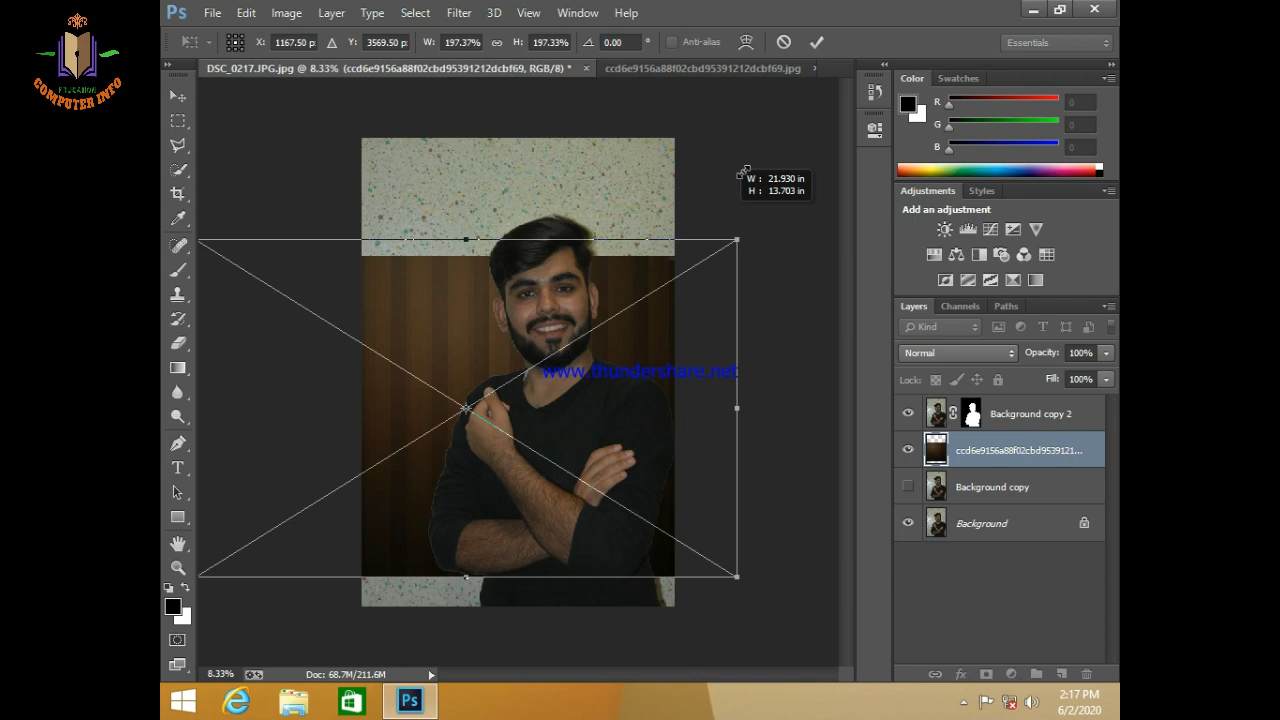 Ps File Edit Image Layer Type Select Filter 3D View Window Help
X: 1167.50 p: Y: 3569.50 p: W: 197.37% H: 197.33% 0.00 ° Anti-alias Essentials
DSC_0217.JPG.jpg @ 8.33% (ccd6e9156a88f02cbd95391212dcbf69, RGB/8) * × ccd6e9156a88f02cbd95391212dcbf69.jpg
EDUCATION
COMPUTER INFO
Color Swatches
R 0
G 0
B 0
W : 21.930 in
H : 13.703 in
Adjustments Styles
Add an adjustment
Layers Channels Paths
Kind
Normal Opacity: 100%
Lock: Fill: 100%
www.thundershare.net
Background copy 2
ccd6e9156a88f02cbd9539121...
Background copy
Background
8.33% Doc: 68.7M/211.6M
Ps
2:17 PM
6/2/2020